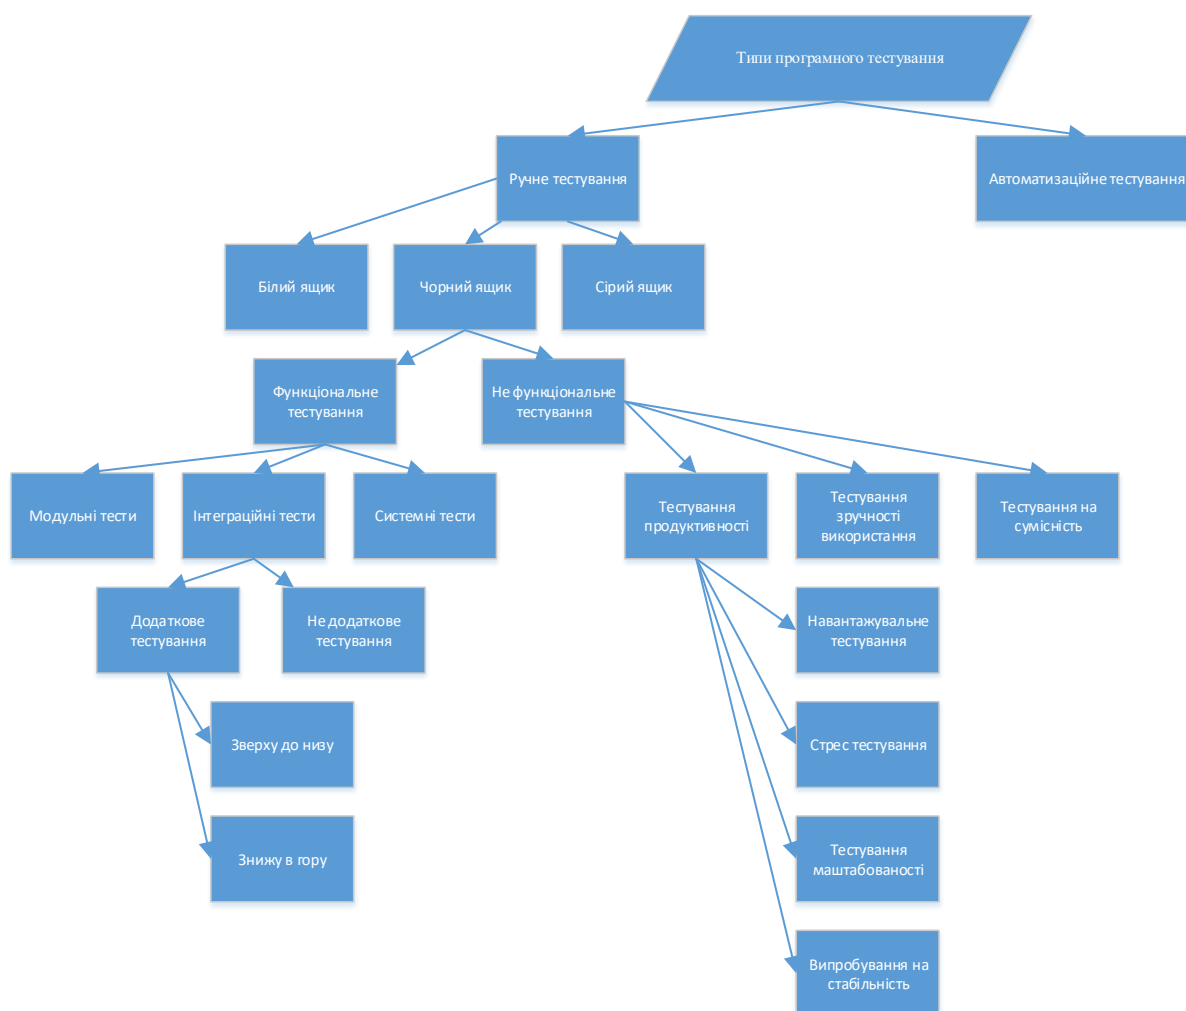 Типи програмного тестування
Ручне тестування
Автоматизаційне тестування
Білий ящик
Чорний ящик
Сірий ящик
Функціональне
тестування
Не функціональне
тестування
Модульні тести
Інтеграційні тести
Системні тести
Тестування
продуктивності
Тестування
зручності
використання
Тестування на
сумісність
Додаткове
тестування
Не додаткове
тестування
Навантажувальне
тестування
Зверху до низу
Стрес тестування
Знижу в гору
Тестування
маштабованості
Випробування на
стабільність